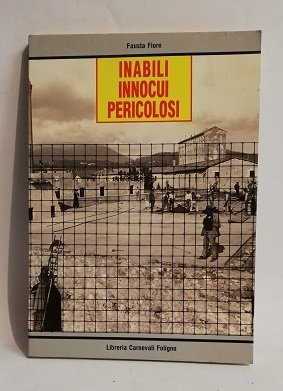 Fausta Fiore
INABILI
INNOCUI
PERICOLOSI
Libreria Carnevali Foligno